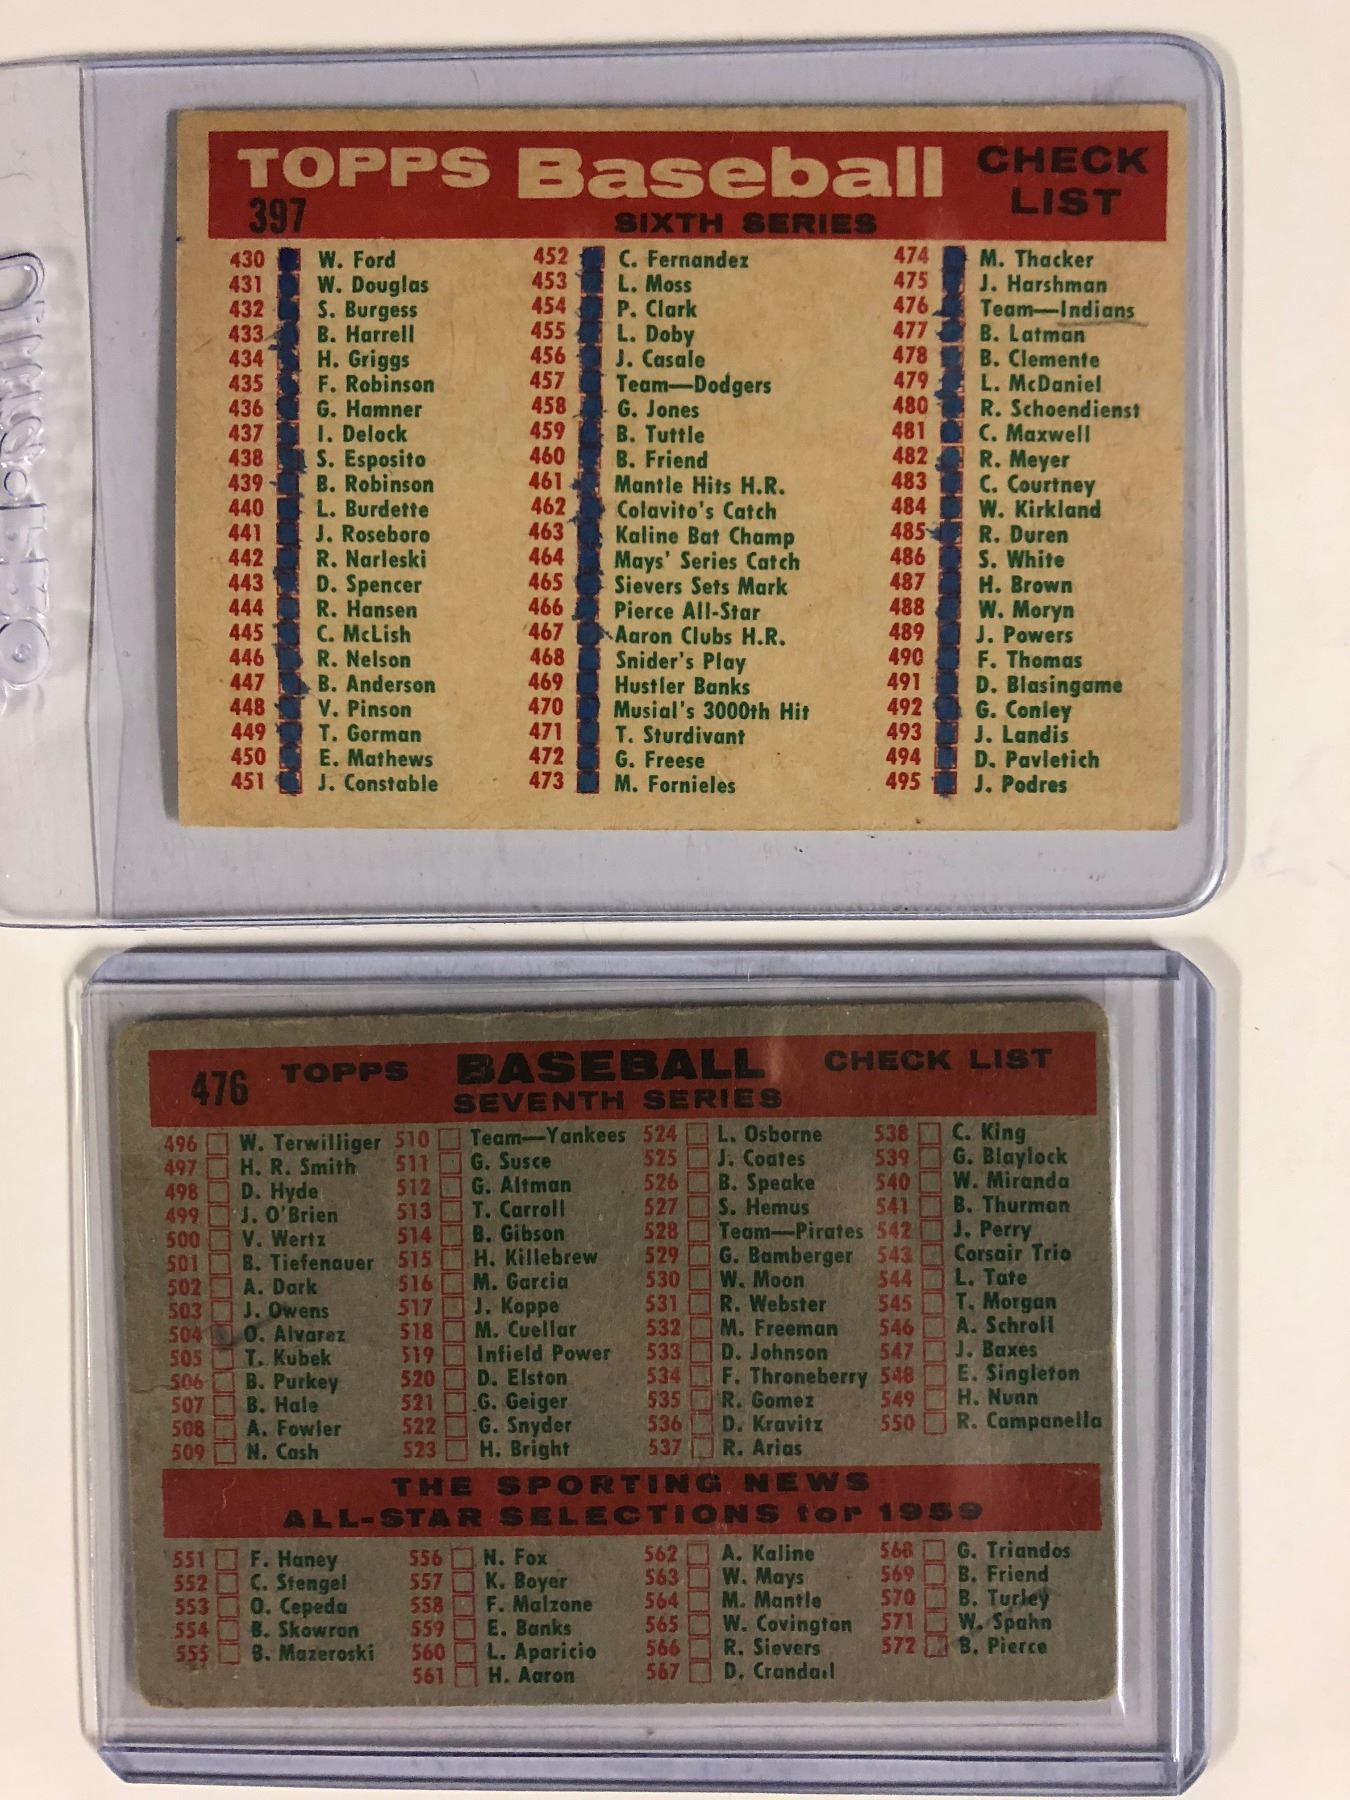 TOPPS Baseball CHECK LIST
397 SIXTH SERIES
430 W. Ford
431 W. Douglas
432 S. Burgess
433 B. Harrell
434 H. Griggs
435 F. Robinson
436 G. Hamner
437 I. Delock
438 S. Esposito
439 B. Robinson
440 L. Burdette
441 J. Roseboro
442 R. Narleski
443 D. Spencer
444 R. Hansen
445 C. McLish
446 R. Nelson
447 B. Anderson
448 V. Pinson
449 T. Gorman
450 E. Mathews
451 J. Constable
452 C. Fernandez
453 L. Moss
454 P. Clark
455 L. Doby
456 J. Casale
457 Team—Dodgers
458 G. Jones
459 B. Tuttle
460 B. Friend
461 Mantle Hits H.R.
462 Colavito's Catch
463 Kaline Bat Champ
464 Mays' Series Catch
465 Sievers Sets Mark
466 Pierce All-Star
467 Aaron Clubs H.R.
468 Snider's Play
469 Hustler Banks
470 Musial's 3000th Hit
471 T. Sturdivant
472 G. Freese
473 M. Fornieles
474 M. Thacker
475 J. Harshman
476 Team—Indians
477 B. Latman
478 B. Clemente
479 L. McDaniel
480 R. Schoendienst
481 C. Maxwell
482 R. Meyer
483 C. Courtney
484 W. Kirkland
485 R. Duren
486 S. White
487 H. Brown
488 W. Moryn
489 J. Powers
490 F. Thomas
491 D. Blasingame
492 G. Conley
493 J. Landis
494 D. Pavletich
495 J. Podres
476 TOPPS BASEBALL CHECK LIST
SEVENTH SERIES
496 W. Terwilliger
497 H. R. Smith
498 D. Hyde
499 J. O'Brien
500 V. Wertz
501 B. Tiefenauer
502 A. Dark
503 J. Owens
504 O. Alvarez
505 T. Kubek
506 B. Purkey
507 B. Hale
508 A. Fowler
509 N. Cash
510 Team—Yankees
511 G. Susce
512 G. Altman
513 T. Carroll
514 B. Gibson
515 H. Killebrew
516 M. Garcia
517 J. Koppe
518 M. Cuellar
519 Infield Power
520 D. Elston
521 G. Geiger
522 G. Snyder
523 H. Bright
524 L. Osborne
525 J. Coates
526 B. Speake
527 S. Hemus
528 Team—Pirates
529 G. Bamberger
530 W. Moon
531 R. Webster
532 M. Freeman
533 D. Johnson
534 F. Throneberry
535 R. Gomez
536 D. Kravitz
537 R. Arias
538 C. King
539 G. Blaylock
540 W. Miranda
541 B. Thurman
542 J. Perry
543 Corsair Trio
544 L. Tate
545 T. Morgan
546 A. Schroll
547 J. Baxes
548 E. Singleton
549 H. Nunn
550 R. Campanella
THE SPORTING NEWS
ALL-STAR SELECTIONS for 1959
551 F. Haney
552 C. Stengel
553 O. Cepeda
554 B. Skowron
555 B. Mazeroski
556 N. Fox
557 K. Boyer
558 F. Malzone
559 E. Banks
560 L. Aparicio
561 H. Aaron
562 A. Kaline
563 W. Mays
564 M. Mantle
565 W. Covington
566 R. Sievers
567 D. Crandall
568 G. Triandos
569 B. Friend
570 B. Turley
571 W. Spahn
572 B. Pierce